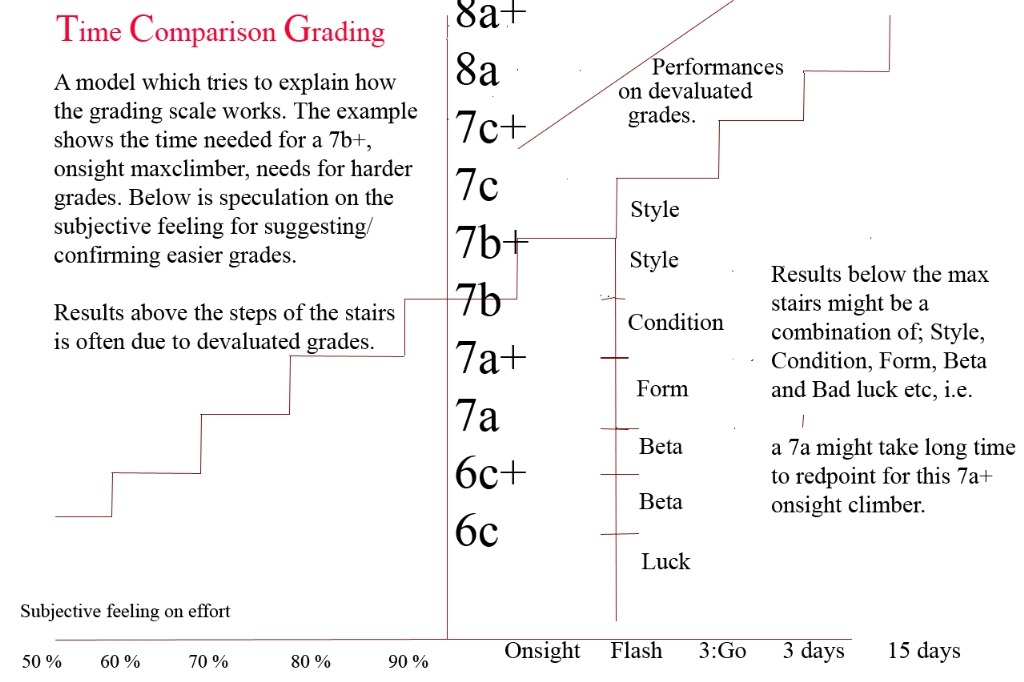 Time Comparison Grading
A model which tries to explain how
the grading scale works. The example
shows the time needed for a 7b+,
onsight maxclimber, needs for harder
grades. Below is speculation on the
subjective feeling for suggesting/
confirming easier grades.
Results above the steps of the stairs
is often due to devaluated grades.
8a+
8a
7c+
7c
7b+
7b
7a+
7a
6c+
6c
Performances
on devaluated
grades.
Style
Style
Condition
Form
Beta
Beta
Luck
Results below the max
stairs might be a
combination of; Style,
Condition, Form, Beta
and Bad luck etc, i.e.
a 7a might take long time
to redpoint for this 7a+
onsight climber.
Subjective feeling on effort
50 % 60 % 70 % 80 % 90 %
Onsight Flash 3:Go 3 days 15 days